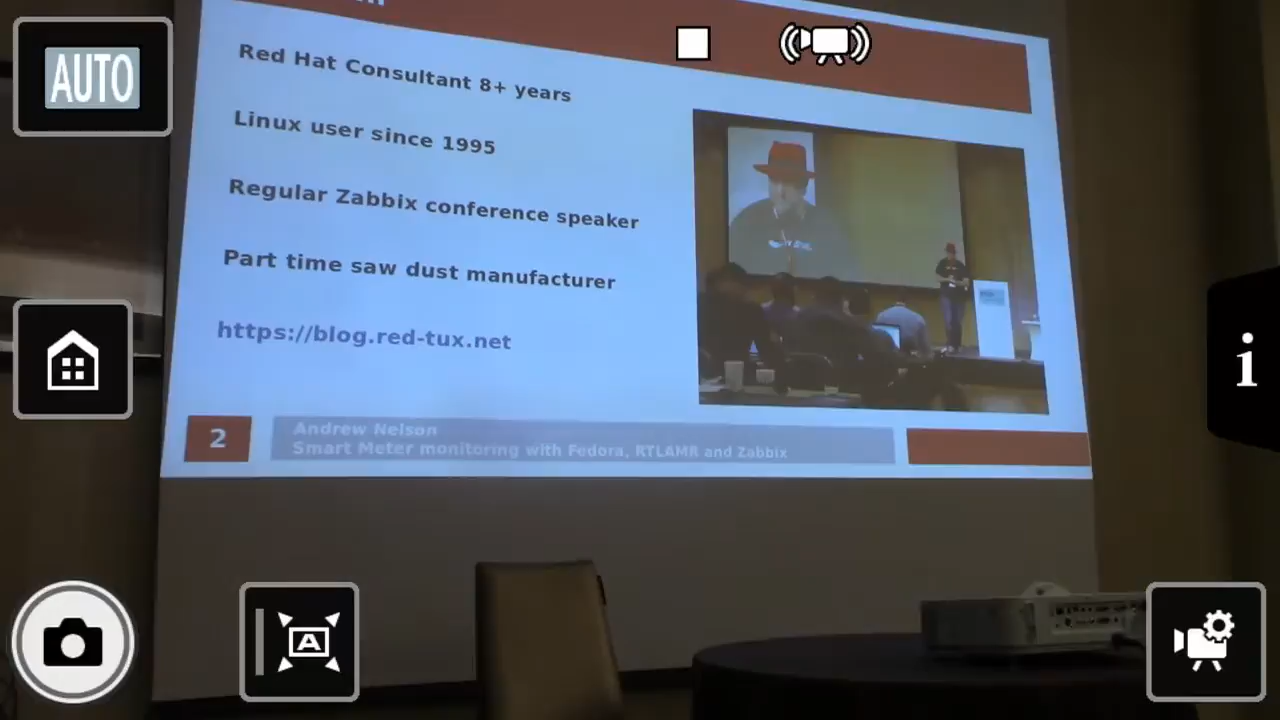 AUTO
Red Hat Consultant 8+ years
Linux user since 1995
Regular Zabbix conference speaker
Part time saw dust manufacturer
https://blog.red-tux.net
i
2
Andrew Nelson
Smart Meter monitoring with Fedora, RTLAMR and Zabbix
A